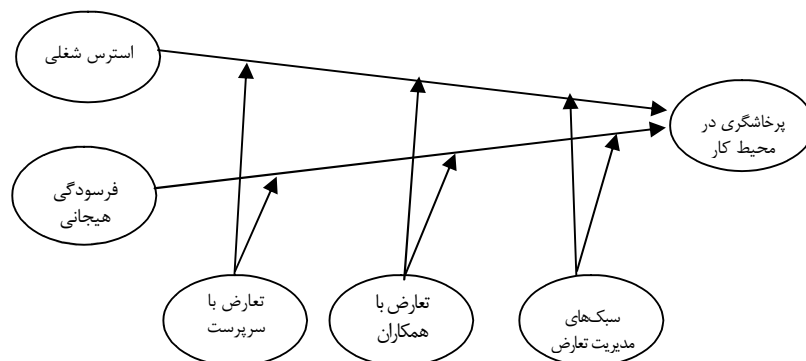 استرس شغلی
پرخاشگری در
محیط کار
فرسودگی
هیجانی
تعارض با
سرپرست
تعارض با
همکاران
سبک‌های
مدیریت تعارض